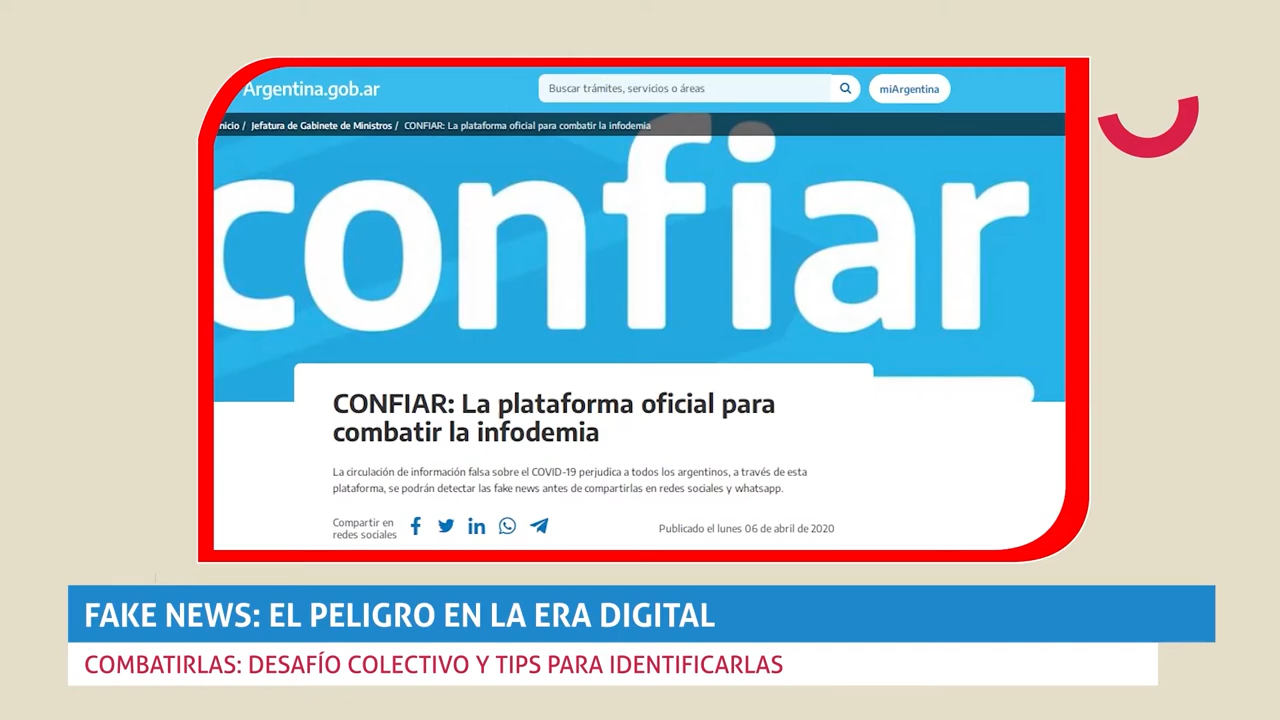 Argentina.gob.ar
Buscar trámites, servicios o áreas
miArgentina
nicio / Jefatura de Gabinete de Ministros / CONFIAR: La plataforma oficial para combatir la infodemia
confiar
CONFIAR: La plataforma oficial para
combatir la infodemia
La circulación de información falsa sobre el COVID-19 perjudica a todos los argentinos, a través de esta
plataforma, se podrán detectar las fake news antes de compartirlas en redes sociales y whatsapp.
Compartir en
redes sociales
Publicado el lunes 06 de abril de 2020
FAKE NEWS: EL PELIGRO EN LA ERA DIGITAL
COMBATIRLAS: DESAFÍO COLECTIVO Y TIPS PARA IDENTIFICARLAS